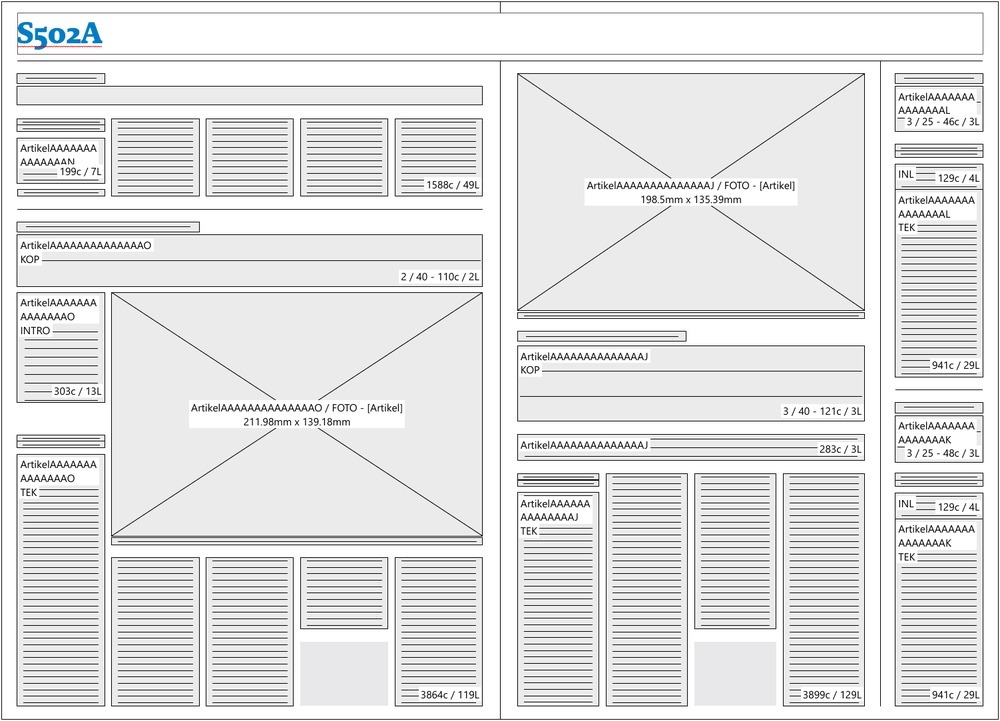 S502A
ArtikelAAAAAAA
AAAAAAAN
199c / 7L
1588c / 49L
ArtikelAAAAAAAAAAAAAAO
KOP
2 / 40 - 110c / 2L
ArtikelAAAAAAA
AAAAAAAO
INTRO
303c / 13L
ArtikelAAAAAAAAAAAAAAO / FOTO - [Artikel]
211.98mm x 139.18mm
ArtikelAAAAAAA
AAAAAAAO
TEK
3864c / 119L
ArtikelAAAAAAAAAAAAAAJ / FOTO - [Artikel]
198.5mm x 135.39mm
ArtikelAAAAAAAAAAAAAAJ
KOP
3 / 40 - 121c / 3L
ArtikelAAAAAAAAAAAAAAJ
283c / 3L
ArtikelAAAAAA
AAAAAAAAJ
TEK
3899c / 129L
ArtikelAAAAAAA
AAAAAAAL
3 / 25 - 46c / 3L
INL
129c / 4L
ArtikelAAAAAAA
AAAAAAAL
TEK
941c / 29L
ArtikelAAAAAAA
AAAAAAAK
3 / 25 - 48c / 3L
INL
129c / 4L
ArtikelAAAAAAA
AAAAAAAK
TEK
941c / 29L